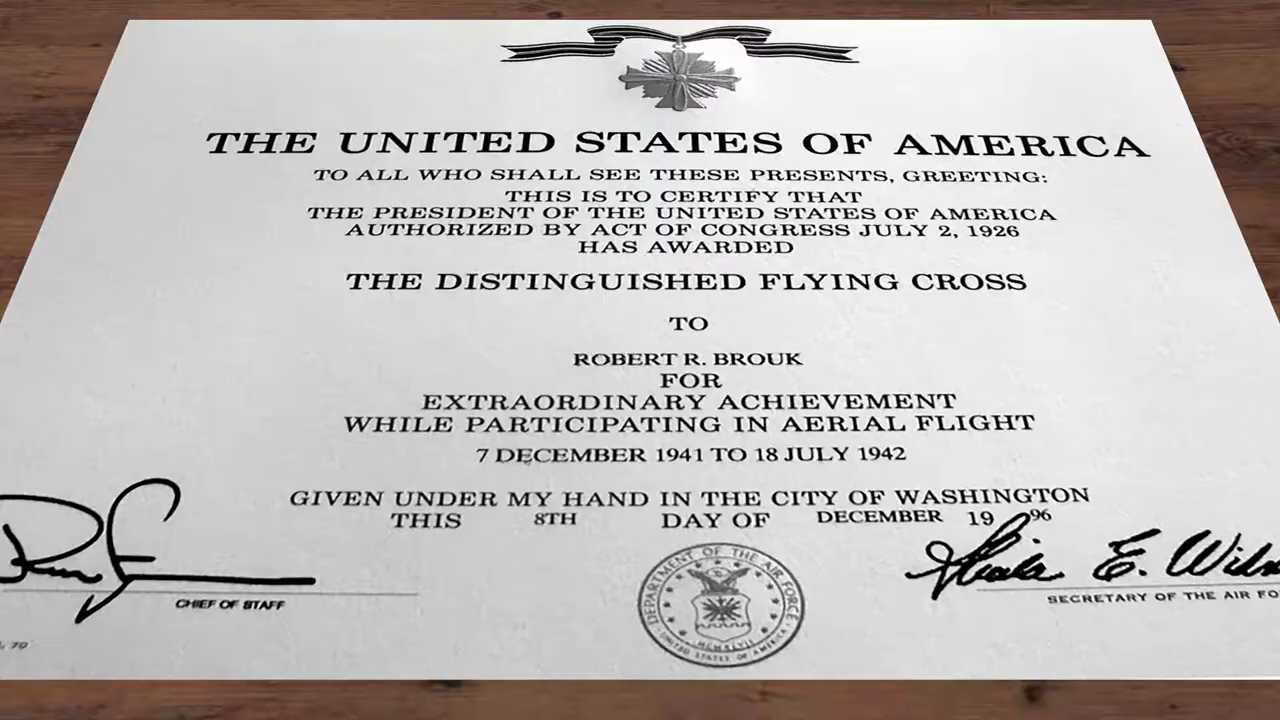 THE UNITED STATES OF AMERICA
TO ALL WHO SHALL SEE THESE PRESENTS, GREETING:
THIS IS TO CERTIFY THAT
THE PRESIDENT OF THE UNITED STATES OF AMERICA
AUTHORIZED BY ACT OF CONGRESS JULY 2, 1926
HAS AWARDED
THE DISTINGUISHED FLYING CROSS
TO
ROBERT R. BROUK
FOR
EXTRAORDINARY ACHIEVEMENT
WHILE PARTICIPATING IN AERIAL FLIGHT
7 DECEMBER 1941 TO 18 JULY 1942
GIVEN UNDER MY HAND IN THE CITY OF WASHINGTON
THIS 8TH DAY OF DECEMBER 1996
Sheila E.
CHIEF OF STAFF
SECRETARY OF THE AIR FO
DEPARTMENT OF THE AIR FORCE
MCMXLVII
UNITED STATES OF AMERICA
70